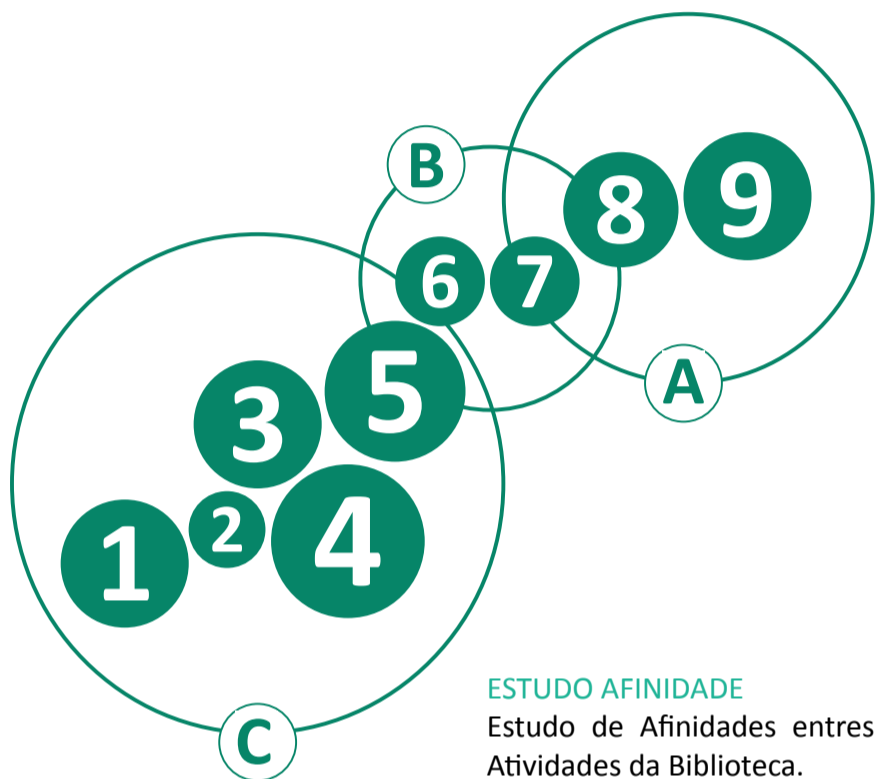 B
8
9
6
7
A
5
3
2
4
1
C
ESTUDO AFINIDADE
Estudo de Afinidades entres
Atividades da Biblioteca.